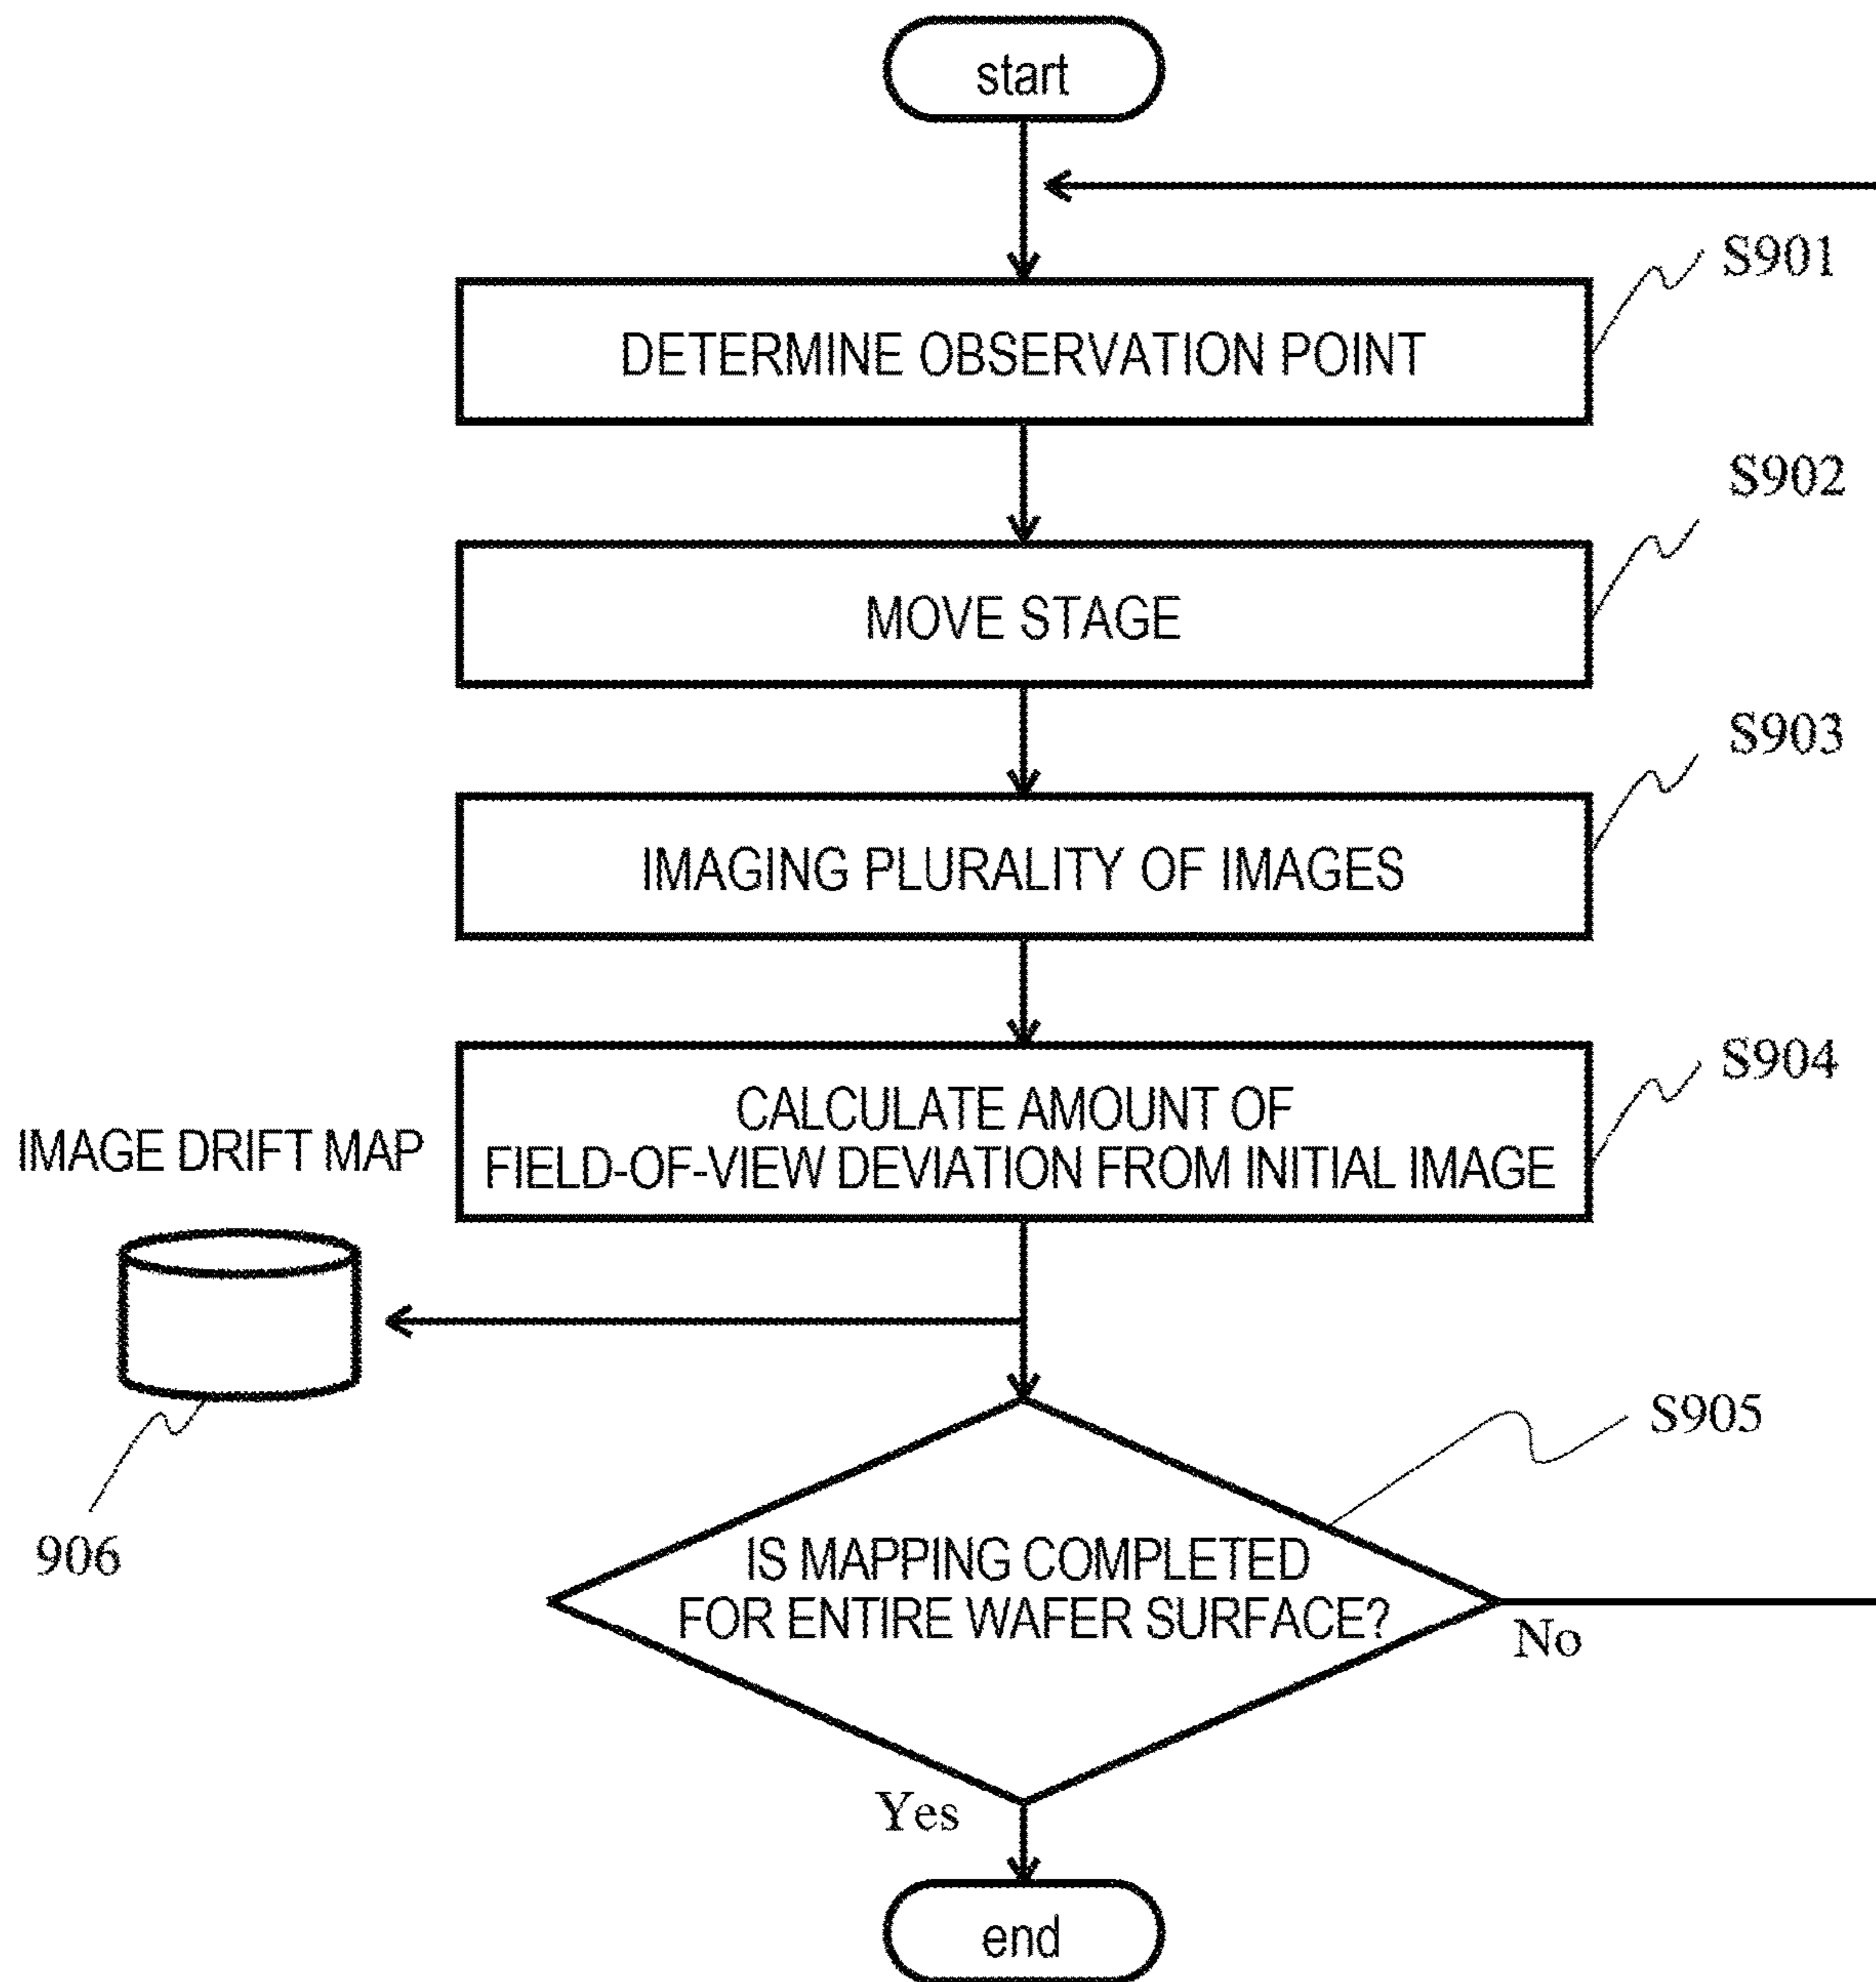 start
S901
DETERMINE OBSERVATION POINT
S902
MOVE STAGE
S903
IMAGING PLURALITY OF IMAGES
S904
CALCULATE AMOUNT OF
FIELD-OF-VIEW DEVIATION FROM INITIAL IMAGE
IMAGE DRIFT MAP
906
S905
IS MAPPING COMPLETED
FOR ENTIRE WAFER SURFACE?
No
Yes
end